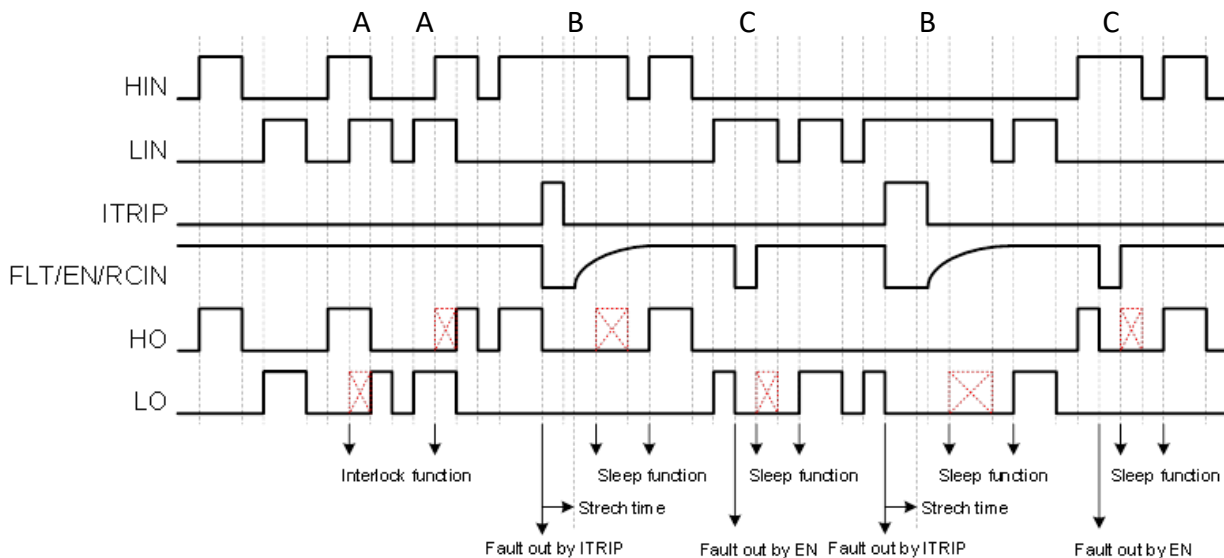 A A B C B C
HIN
LIN
ITRIP
FLT/EN/RCIN
HO
LO
Interlock function Sleep function Sleep function Sleep function Sleep function
Strech time Strech time
Fault out by ITRIP Fault out by EN Fault out by ITRIP Fault out by EN